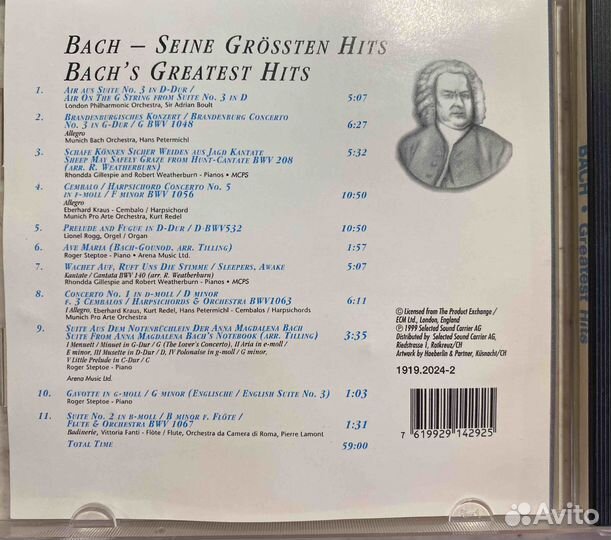 BACH – SEINE GRÖSSTEN HITS
BACH'S GREATEST HITS
1. AIR AUS SUITE NO. 3 IN D-DUR /
AIR ON THE G STRING FROM SUITE NO. 3 IN D 5:07
London Philharmonic Orchestra, Sir Adrian Boult
2. BRANDENBURGISCHES KONZERT / BRANDENBURG CONCERTO
NO. 3 IN G-DUR / G BWV 1048 6:27
Allegro
Munich Bach Orchestra, Hans Petermichl
3. SCHAFE KÖNNEN SICHER WEIDEN AUS JAGD KANTATE 5:32
SHEEP MAY SAFELY GRAZE FROM HUNT-CANTATE BWV 208
(ARR. R. WEATHERBURN)
Rhondda Gillespie and Robert Weatherburn - Pianos • MCPS
4. CEMBALO / HARPSICHORD CONCERTO NO. 5
IN F-MOLL / F MINOR BWV 1056 10:50
Allegro
Eberhard Kraus - Cembalo / Harpsichord
Munich Pro Arte Orchestra, Kurt Redel
5. PRELUDE AND FUGUE IN D-DUR / D-BWV532 10:50
Lionel Rogg, Orgel / Organ
6. AVE MARIA (BACH-GOUNOD. ARR. TILLING) 1:57
Roger Steptoe - Piano • Arena Music Ltd.
7. WACHET AUF, RUFT UNS DIE STIMME / SLEEPERS, AWAKE 5:07
Kantate / Cantata BWV 140 (arr. R. Weatherburn)
Rhondda Gillespie and Robert Weatherburn - Pianos • MCPS
8. CONCERTO NO. 1 IN D-MOLL / D MINOR
F. 3 CEMBALOS / HARPSICHORDS & ORCHESTRA BWV1063 6:11
I Allegro. Eberhard Kraus, Kurt Redel, Hans Petermichl - Cembalos / Harpsichords
Munich Pro Arte Orchestra
9. SUITE AUS DEM NOTENBÜCHLEIN DER ANNA MAGDALENA BACH
SUITE FROM ANNA MAGDALENA BACH'S NOTEBOOK (ARR. TILLING) 3:35
I Menuett / Minuet in G-Dur / G (The Lover's Concerto). II Aria in e-moll /
E minor, III Musette in D-Dur / D, IV Polonaise in g-moll / G minor.
V Little Prelude in C-Dur / C
Roger Steptoe - Piano
Arena Music Ltd.
10. GAVOTTE IN G-MOLL / G MINOR (ENGLISCHE / ENGLISH SUITE NO. 3) 1:03
Roger Steptoe - Piano
11. SUITE NO. 2 IN B-MOLL / B MINOR F. FLÖTE /
FLUTE & ORCHESTRA BWV 1067 1:31
Badinerie, Vittoria Fanti - Flöte / Flute, Orchestra da Camera di Roma, Pierre Lamont
TOTAL TIME 59:00
Ⓒ Licensed from The Product Exchange /
ECM Ltd., London, England
Ⓟ 1999 Selected Sound Carrier AG
Distributed by Selected Sound Carrier AG,
Riedstrasse 1, Rotkreuz/CH
Artwork by Haeberlin & Partner, Küsnacht/CH
1919.2024-2
7 619929 142925
BACH • Greatest Hits
Avito